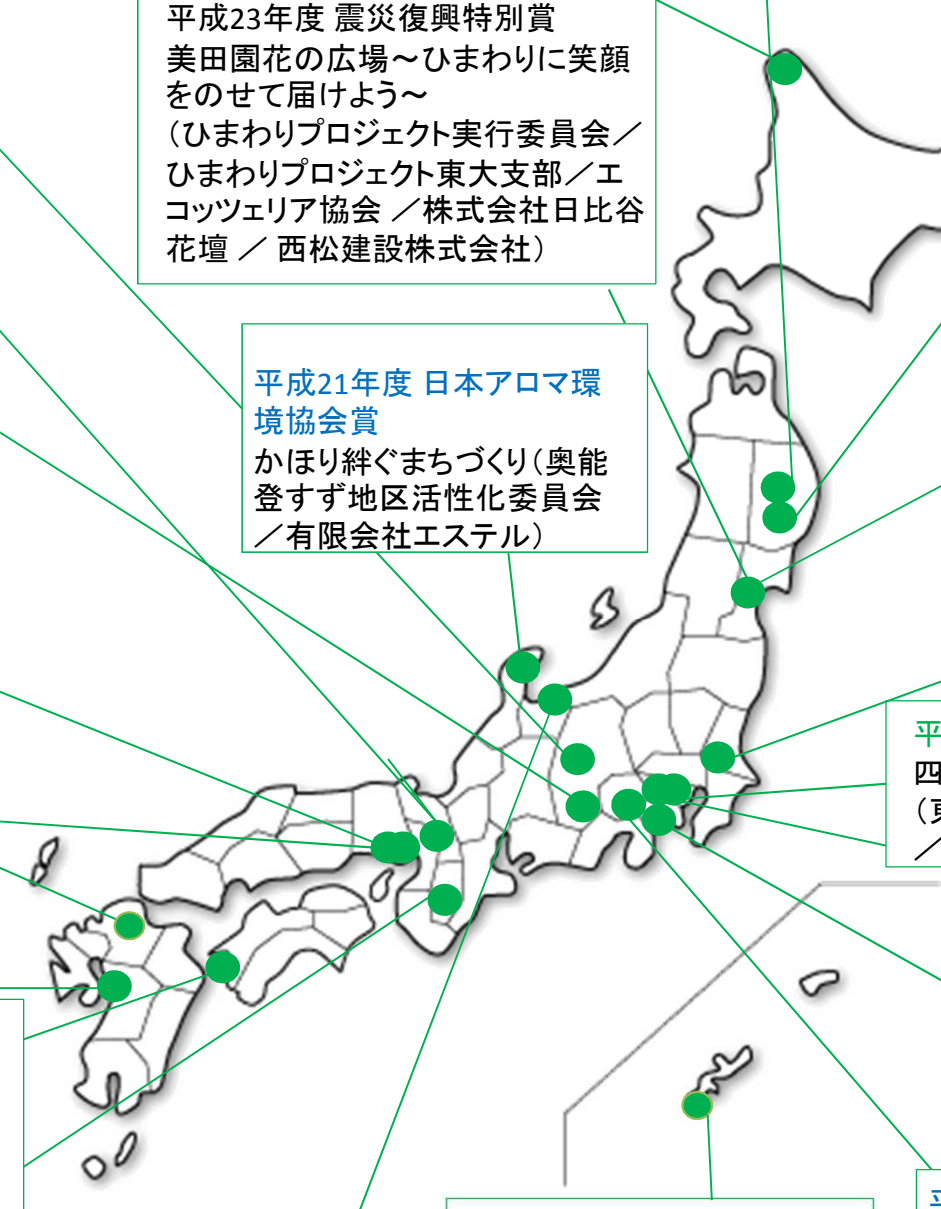 平成23年度 震災復興特別賞
美田園花の広場～ひまわりに笑顔
をのせて届けよう～
（ひまわりプロジェクト実行委員会／
ひまわりプロジェクト東大支部／エ
コッツェリア協会 ／株式会社日比谷
花壇 ／ 西松建設株式会社）
平成21年度 日本アロマ環
境協会賞
かほり絆ぐまちづくり（奥能
登すず地区活性化委員会
／有限会社エステル）
平
四
（東
／